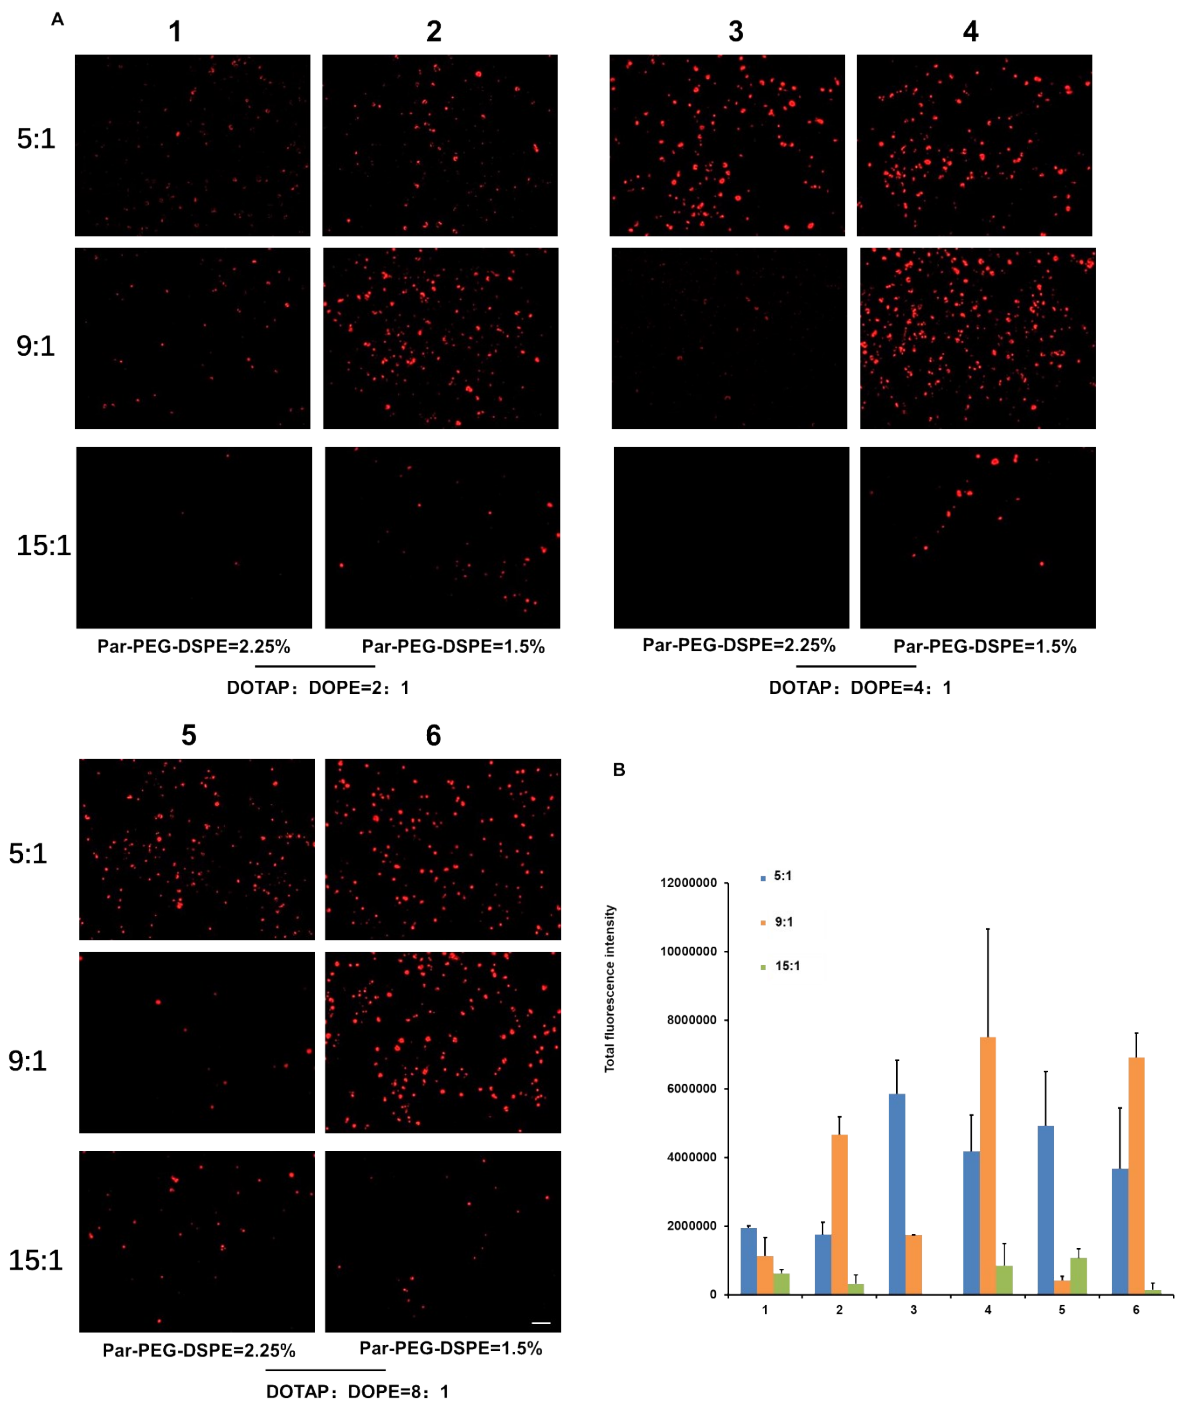 A
1 2 3 4
5:1
9:1
15:1
Par-PEG-DSPE=2.25% Par-PEG-DSPE=1.5% Par-PEG-DSPE=2.25% Par-PEG-DSPE=1.5%
DOTAP：DOPE=2：1 DOTAP：DOPE=4：1
5 6
5:1
9:1
15:1
Par-PEG-DSPE=2.25% Par-PEG-DSPE=1.5%
DOTAP：DOPE=8：1
B
Total fluorescence intensity
12000000
10000000
8000000
6000000
4000000
2000000
0
5:1
9:1
15:1
1 2 3 4 5 6